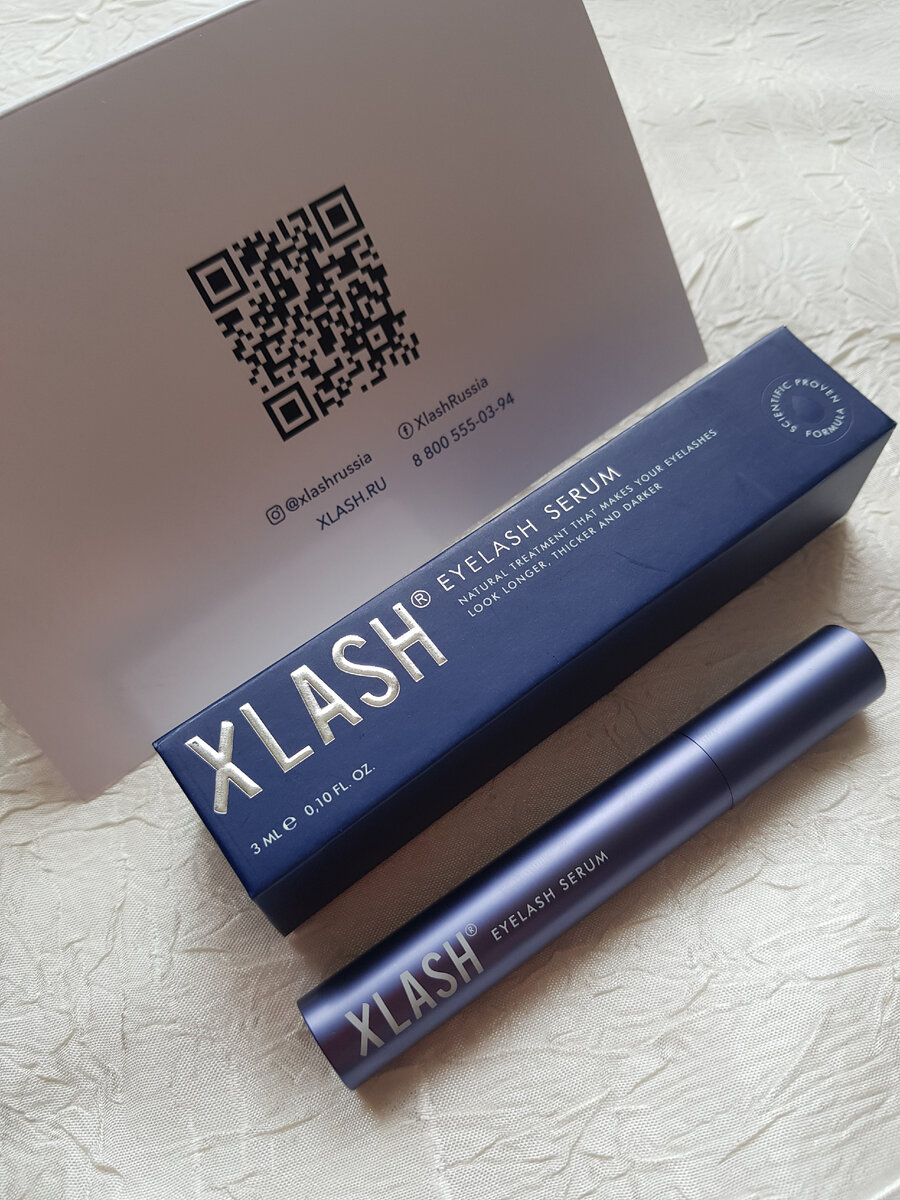 @xlashrussia
XlashRussia
XLASH.RU
8 800 555-03-94
XLASH® EYELASH SERUM
NATURAL TREATMENT THAT MAKES YOUR EYELASHES
LOOK LONGER, THICKER AND DARKER
SCIENTIFIC PROVEN FORMULA
3 ML ℮ 0,10 FL. OZ.
XLASH® EYELASH SERUM